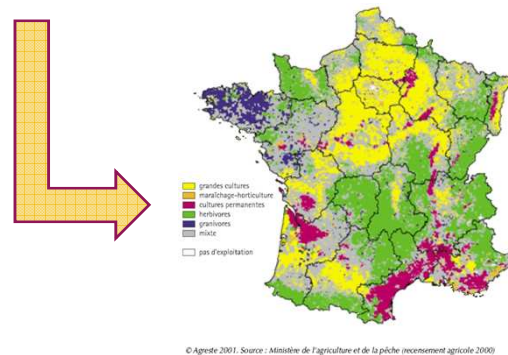 grandes cultures
maraîchage-horticulture
cultures permanentes
herbivores
granivores
mixte
pas d'exploitation
© Agreste 2001. Source : Ministère de l'agriculture et de la pêche (recensement agricole 2000)